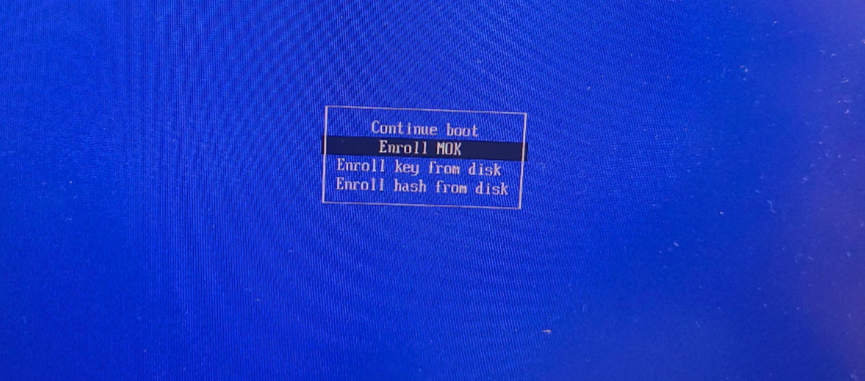 Continue boot
Enroll MOK
Enroll key from disk
Enroll hash from disk